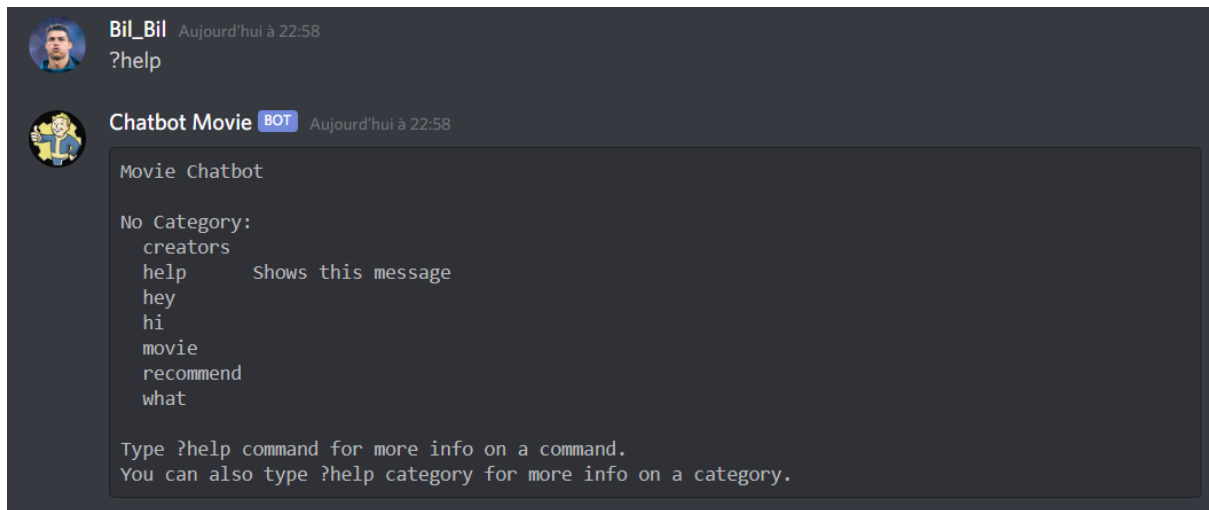 Bil_Bil Aujourd'hui à 22:58
?help
Chatbot Movie BOT Aujourd'hui à 22:58
Movie Chatbot
No Category:
creators
help Shows this message
hey
hi
movie
recommend
what
Type ?help command for more info on a command.
You can also type ?help category for more info on a category.